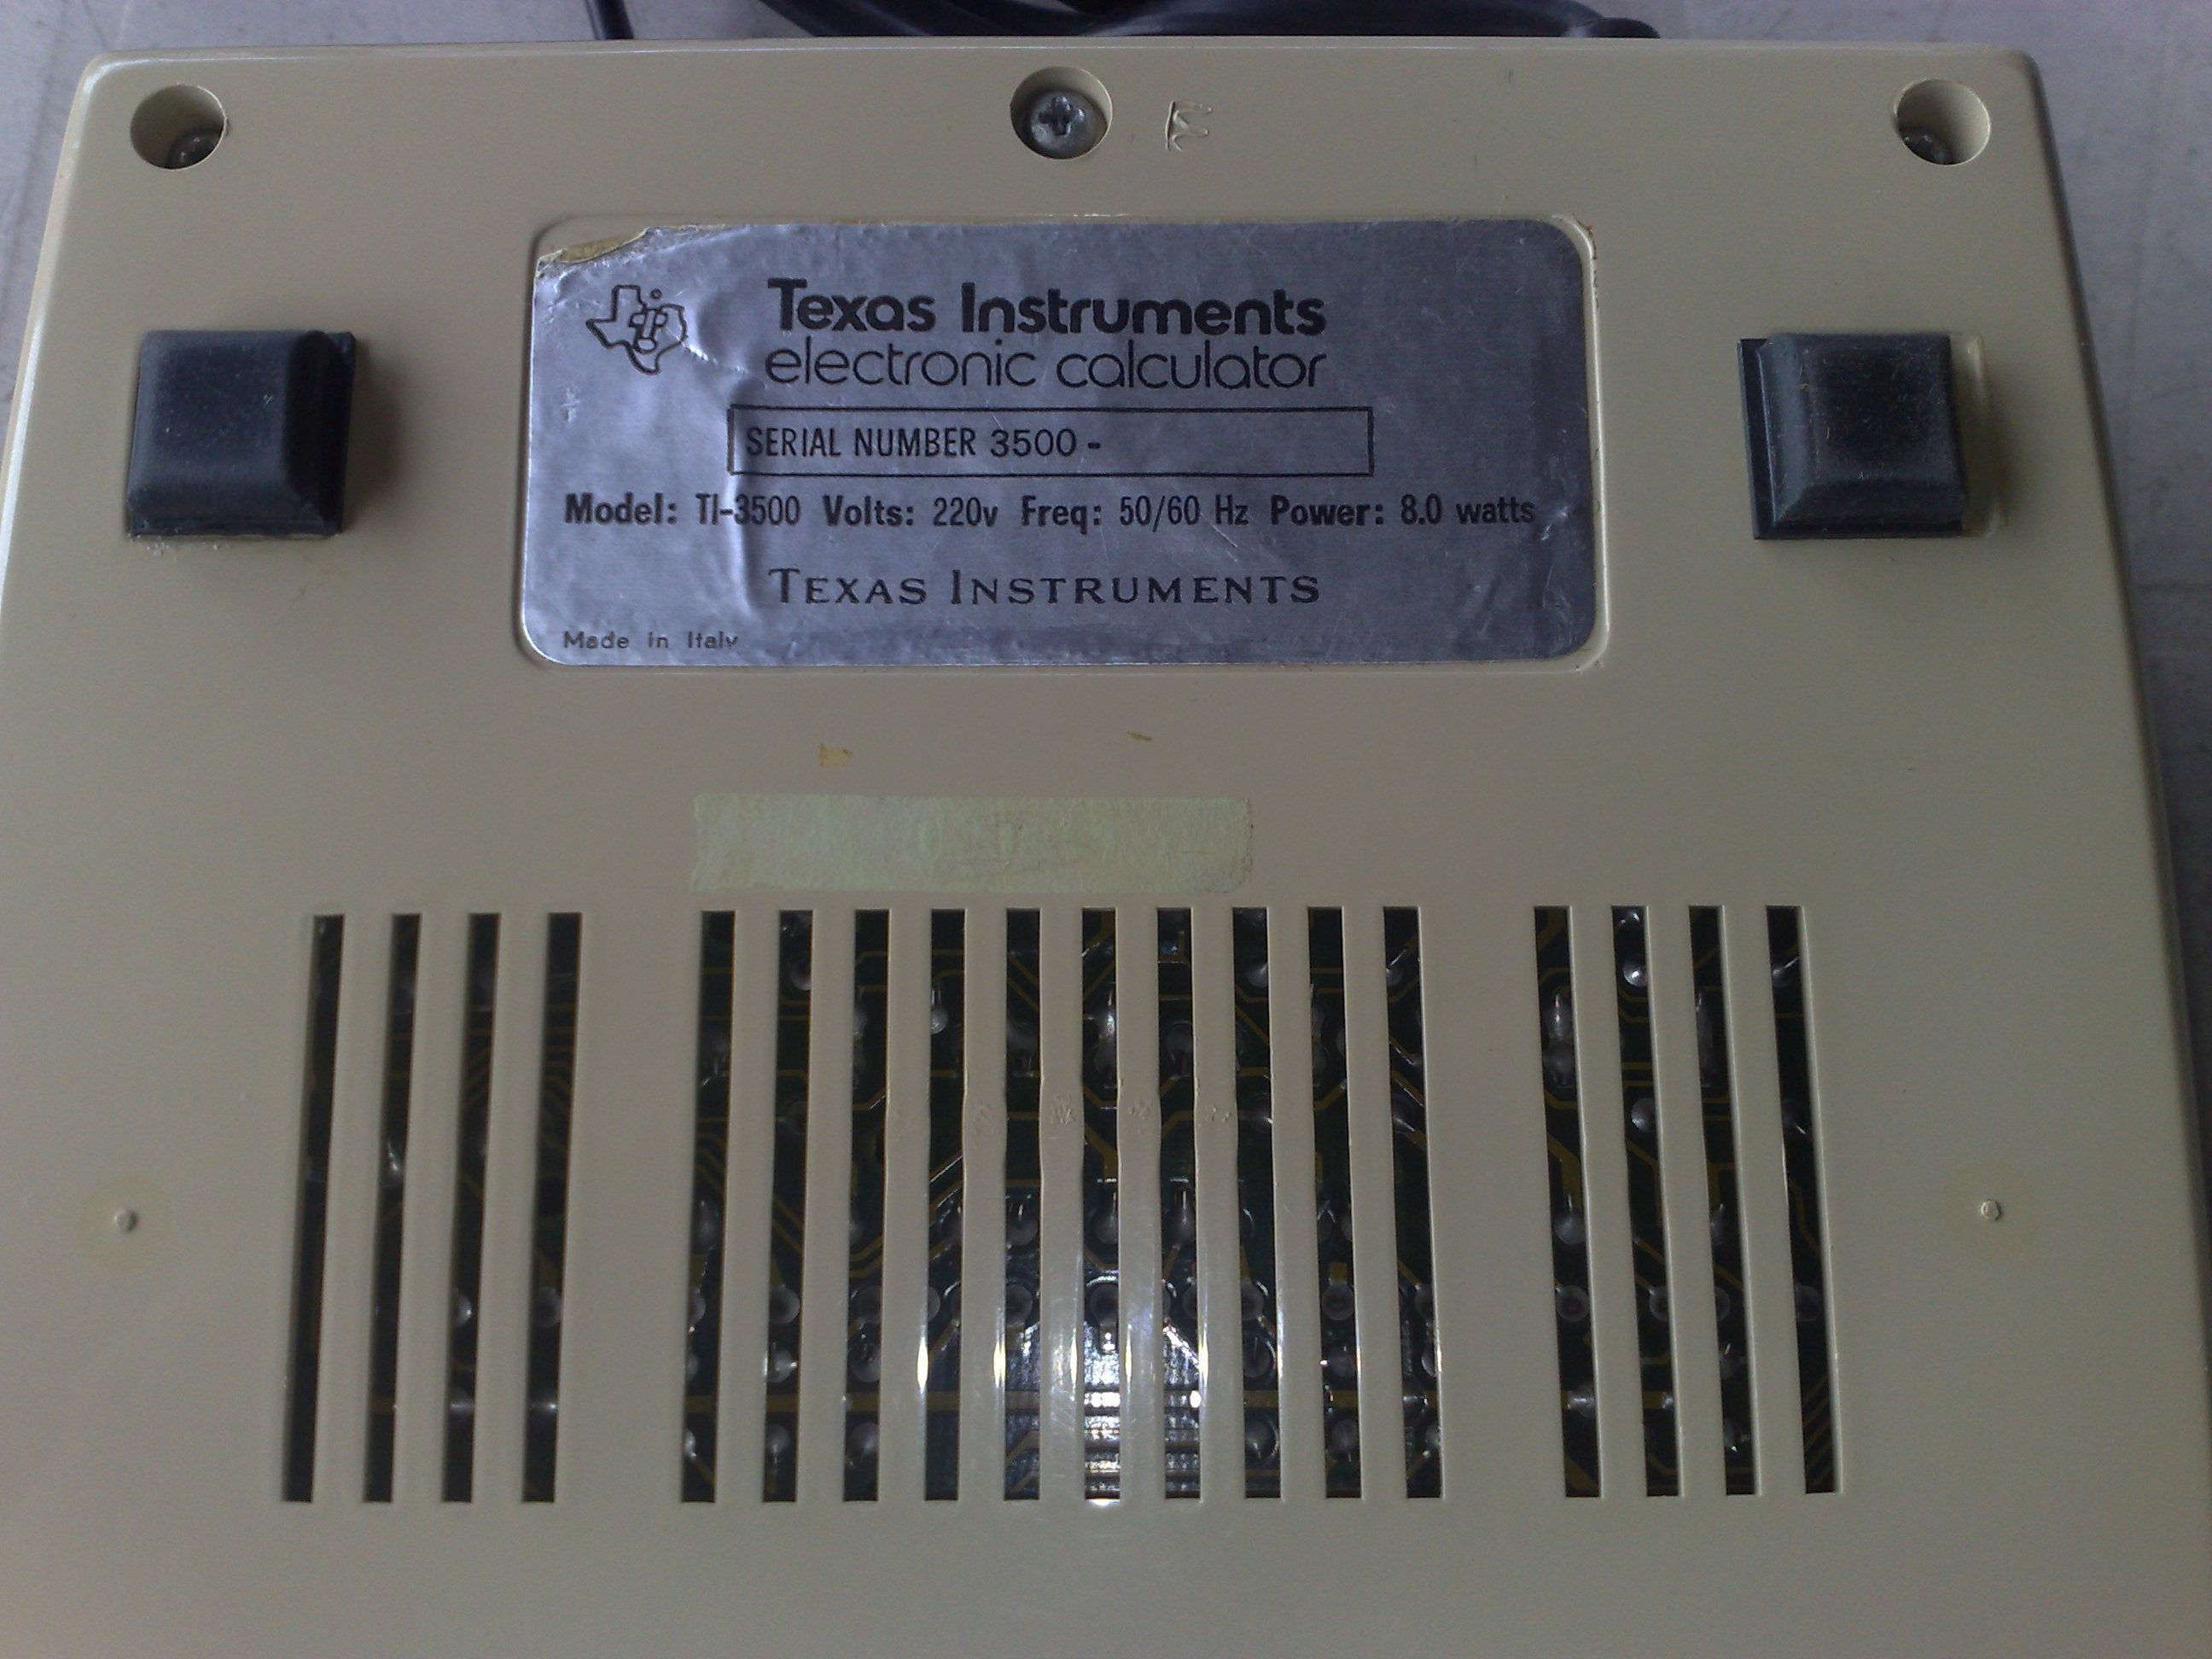 Texas Instruments
electronic calculator
SERIAL NUMBER 3500 -
Model: TI-3500 Volts: 220v Freq: 50/60 Hz Power: 8.0 watts
TEXAS INSTRUMENTS
Made in Italy